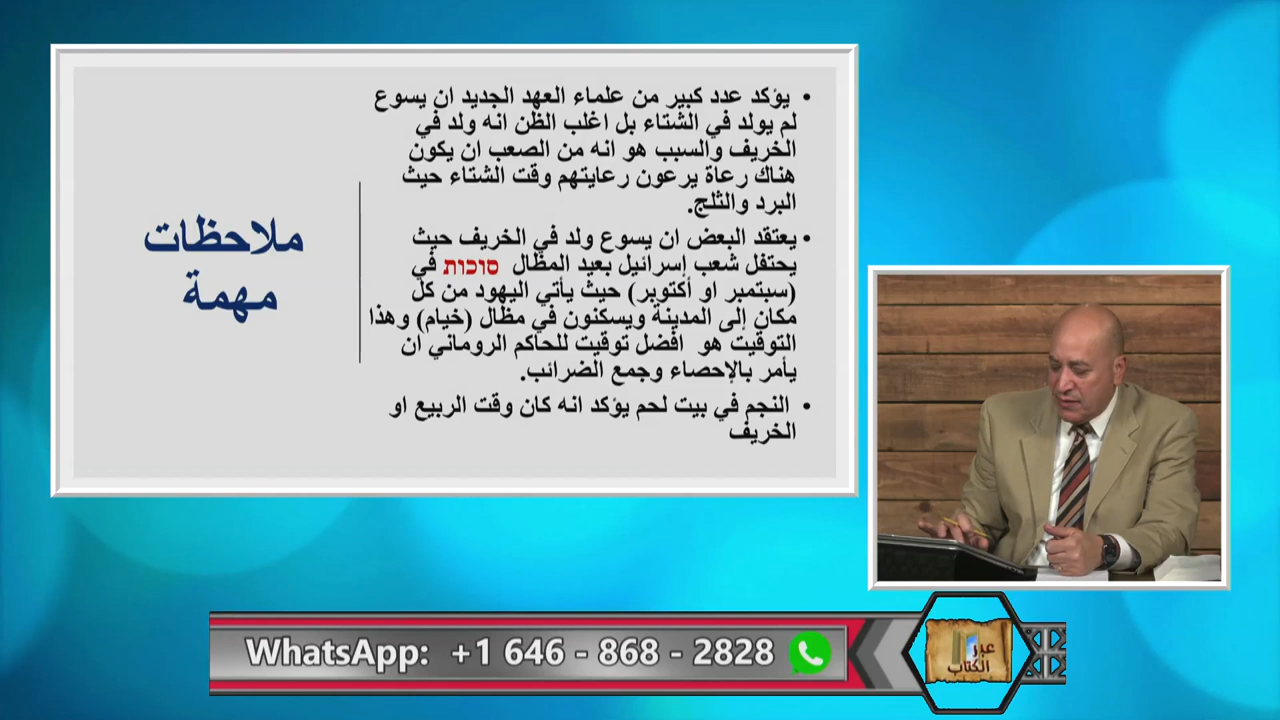 • يؤكد عدد كبير من علماء العهد الجديد ان يسوع
لم يولد في الشتاء بل اغلب الظن انه ولد في
الخريف والسبب هو انه من الصعب ان يكون
هناك رعاة يرعون رعايتهم وقت الشتاء حيث
البرد والثلج.
• يعتقد البعض ان يسوع ولد في الخريف حيث
يحتفل شعب إسرائيل بعيد المظال סוכות في
(سبتمبر او أكتوبر) حيث يأتي اليهود من كل
مكان إلى المدينة ويسكنون في مظال (خيام) وهذا
التوقيت هو افضل توقيت للحاكم الروماني ان
يأمر بالإحصاء وجمع الضرائب.
• النجم في بيت لحم يؤكد انه كان وقت الربيع او
الخريف
ملاحظات
مهمة
WhatsApp: +1 646 - 868 - 2828
عبر
الكتاب